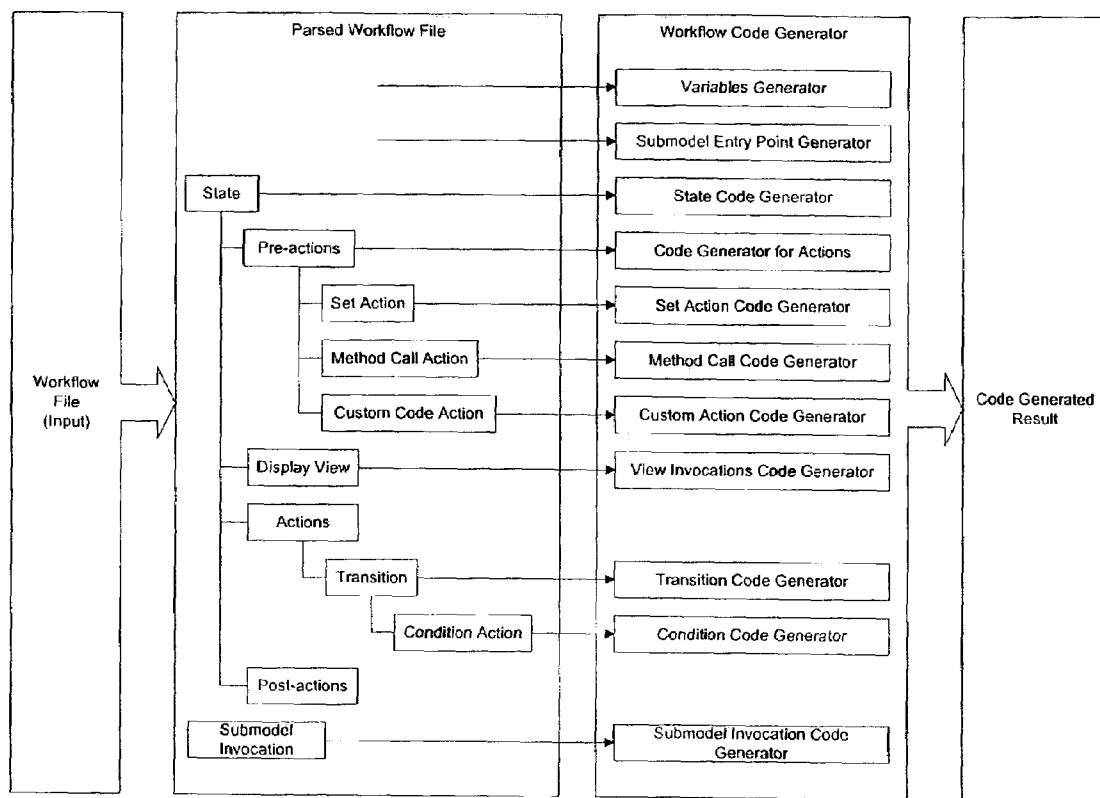 Parsed Workflow File
Workflow Code Generator
Variables Generator
Submodel Entry Point Generator
State
State Code Generator
Pre-actions
Code Generator for Actions
Set Action
Set Action Code Generator
Method Call Action
Method Call Code Generator
Workflow
File
(Input)
Custom Code Action
Custom Action Code Generator
Code Generated
Result
Display View
View Invocations Code Generator
Actions
Transition
Transition Code Generator
Condition Action
Condition Code Generator
Post-actions
Submodel
Invocation
Submodel Invocation Code
Generator